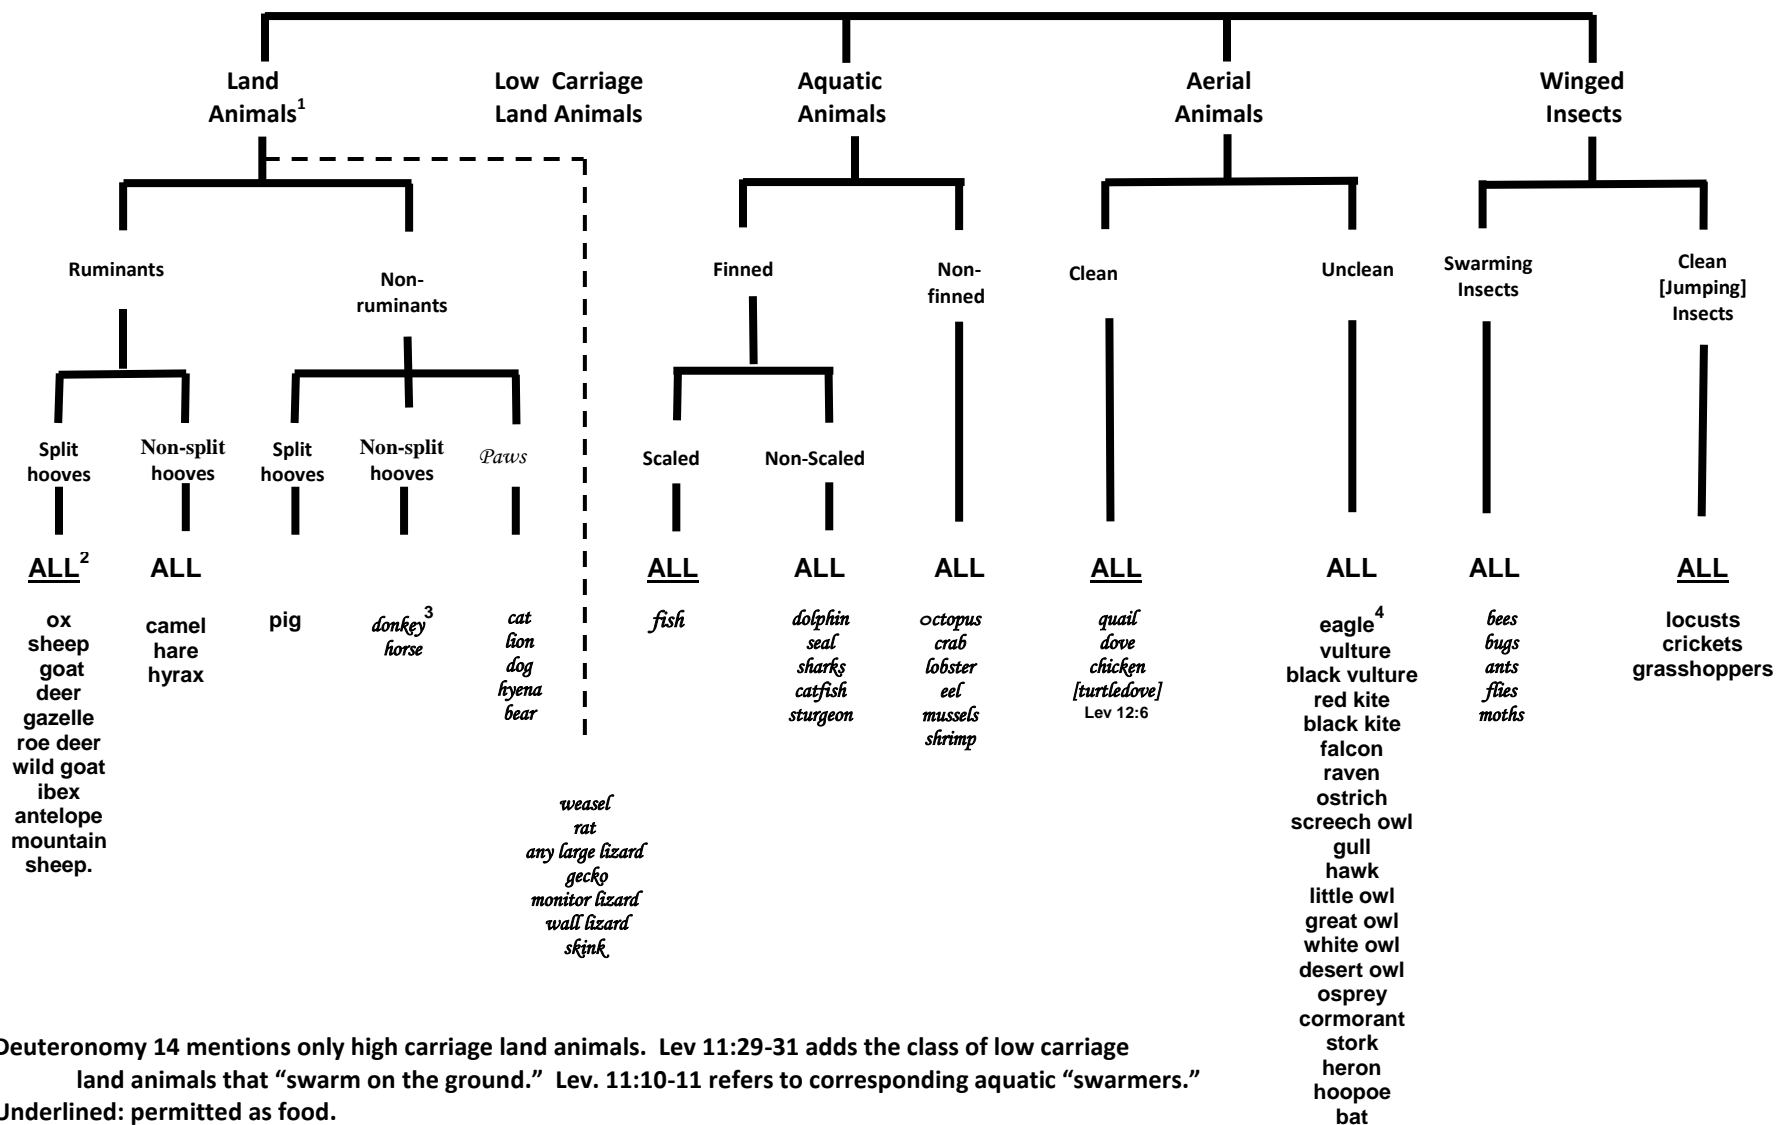 Land
Animals1
Low Carriage
Land Animals
Aquatic
Animals
Aerial
Animals
Winged
Insects
Ruminants
Non-
ruminants
Finned
Non-
finned
Clean
Unclean
Swarming
Insects
Clean
[Jumping]
Insects
Split
hooves
Non-split
hooves
Split
hooves
Non-split
hooves
Paws
Scaled
Non-Scaled
ALL2
ox
sheep
goat
deer
gazelle
roe deer
wild goat
ibex
antelope
mountain
sheep.
ALL
camel
hare
hyrax
pig
donkey3
horse
cat
lion
dog
hyena
bear
weasel
rat
any large lizard
gecko
monitor lizard
wall lizard
skink
ALL
fish
ALL
dolphin
seal
sharks
catfish
sturgeon
ALL
octopus
crab
lobster
eel
mussels
shrimp
ALL
quail
dove
chicken
[turtledove]
Lev 12:6
ALL
eagle4
vulture
black vulture
red kite
black kite
falcon
raven
ostrich
screech owl
gull
hawk
little owl
great owl
white owl
desert owl
osprey
cormorant
stork
heron
hoopoe
bat
ALL
bees
bugs
ants
flies
moths
ALL
locusts
crickets
grasshoppers
Deuteronomy 14 mentions only high carriage land animals. Lev 11:29-31 adds the class of low carriage
land animals that “swarm on the ground.” Lev. 11:10-11 refers to corresponding aquatic “swarmers.”
Underlined: permitted as food.